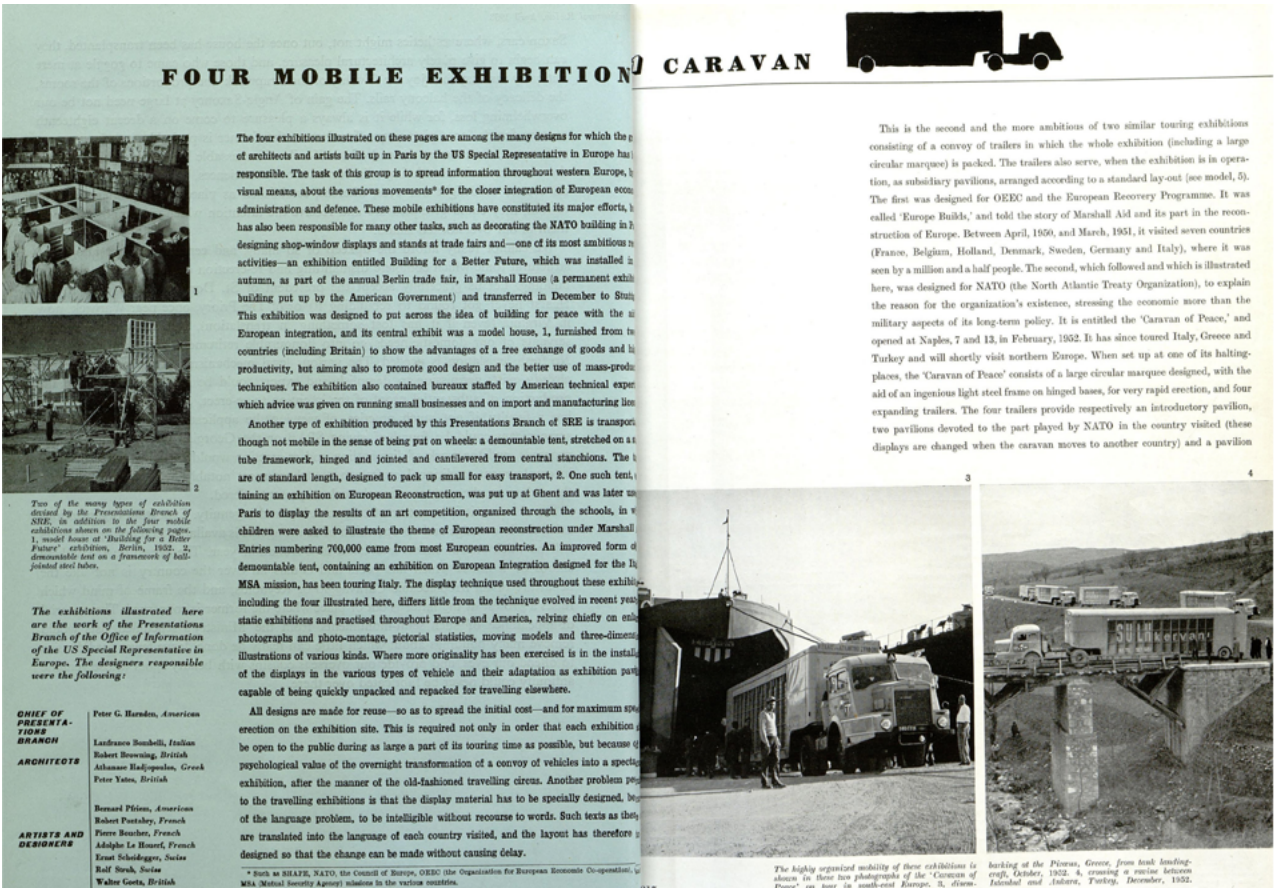 FOUR MOBILE EXHIBITION
The four exhibitions illustrated on these pages are among the many designs for which the
of architects and artists built up in Paris by the US Special Representative in Europe has
responsible. The task of this group is to spread information throughout western Europe,
visual means, about the various movements* for the closer integration of European
administration and defence. These mobile exhibitions have constituted its major efforts,
has also been responsible for many other tasks, such as decorating the NATO building in
designing shop-window displays and stands at trade fairs and—one of its most ambitious
activities—an exhibition entitled Building for a Better Future, which was installed
autumn, as part of the annual Berlin trade fair, in Marshall House (a permanent
building put up by the American Government) and transferred in December to
This exhibition was designed to put across the idea of building for peace with the
European integration, and its central exhibit was a model house, 1, furnished from
countries (including Britain) to show the advantages of a free exchange of goods and
productivity, but aiming also to promote good design and the better use of
techniques. The exhibition also contained bureaux staffed by American technical
which advice was given on running small businesses and on import and manufacturing
Another type of exhibition produced by this Presentations Branch of SRE is
though not mobile in the sense of being put on wheels: a demountable tent, stretched on a
tube framework, hinged and jointed and cantilevered from central stanchions. The
are of standard length, designed to pack up small for easy transport, 2. One such tent,
taining an exhibition on European Reconstruction, was put up at Ghent and was later
Paris to display the results of an art competition, organized through the schools, in
children were asked to illustrate the theme of European reconstruction under Marshall
Entries numbering 700,000 came from most European countries. An improved form
demountable tent, containing an exhibition on European Integration designed for the
MSA mission, has been touring Italy. The display technique used throughout these
including the four illustrated here, differs little from the technique evolved in recent
static exhibitions and practised throughout Europe and America, relying chiefly on
photographs and photo-montage, pictorial statistics, moving models and
illustrations of various kinds. Where more originality has been exercised is in the
of the displays in the various types of vehicle and their adaptation as exhibition
capable of being quickly unpacked and repacked for travelling elsewhere.
All designs are made for reuse—so as to spread the initial cost—and for maximum
erection on the exhibition site. This is required not only in order that each exhibition
be open to the public during as large a part of its touring time as possible, but because
psychological value of the overnight transformation of a convoy of vehicles into a
exhibition, after the manner of the old-fashioned travelling circus. Another problem
to the travelling exhibitions is that the display material has to be specially designed,
of the language problem, to be intelligible without recourse to words. Such texts as
are translated into the language of each country visited, and the layout has therefore
designed so that the change can be made without causing delay.
* Such as SHAPE, NATO, the Council of Europe, OEEC (the Organization for European Economic Co-operation),
MSA (Mutual Security Agency) missions in the various countries.
1
2
Two of the many types of exhibition
devised by the Presentations Branch of
SRE, in addition to the four mobile
exhibitions shown on the following pages.
1, model house at 'Building for a Better
Future' exhibition, Berlin, 1952. 2,
demountable tent on a framework of ball-
jointed steel tubes.
The exhibitions illustrated here
are the work of the Presentations
Branch of the Office of Information
of the US Special Representative in
Europe. The designers responsible
were the following:
CHIEF OF
PRESENTA-
TIONS
BRANCH
Peter G. Harnden, American
ARCHITECTS
Lanfranco Bombelli, Italian
Robert Browning, British
Athanase Hadjopoulos, Greek
Peter Yates, British
ARTISTS AND
DESIGNERS
Bernard Pfriem, American
Robert Pontabry, French
Pierre Boucher, French
Adolphe Le Houerf, French
Ernst Scheidegger, Swiss
Rolf Strub, Swiss
Walter Goetz, British
CARAVAN
This is the second and the more ambitious of two similar touring exhibitions
consisting of a convoy of trailers in which the whole exhibition (including a large
circular marquee) is packed. The trailers also serve, when the exhibition is in opera-
tion, as subsidiary pavilions, arranged according to a standard lay-out (see model, 5).
The first was designed for OEEC and the European Recovery Programme. It was
called 'Europe Builds,' and told the story of Marshall Aid and its part in the recon-
struction of Europe. Between April, 1950, and March, 1951, it visited seven countries
(France, Belgium, Holland, Denmark, Sweden, Germany and Italy), where it was
seen by a million and a half people. The second, which followed and which is illustrated
here, was designed for NATO (the North Atlantic Treaty Organization), to explain
the reason for the organization's existence, stressing the economic more than the
military aspects of its long-term policy. It is entitled the 'Caravan of Peace,' and
opened at Naples, 7 and 13, in February, 1952. It has since toured Italy, Greece and
Turkey and will shortly visit northern Europe. When set up at one of its halting-
places, the 'Caravan of Peace' consists of a large circular marquee designed, with the
aid of an ingenious light steel frame on hinged bases, for very rapid erection, and four
expanding trailers. The four trailers provide respectively an introductory pavilion,
two pavilions devoted to the part played by NATO in the country visited (these
displays are changed when the caravan moves to another country) and a pavilion
3
4
SULH kervanı
The highly organized mobility of these exhibitions is
shown in these two photographs of the 'Caravan of
Peace' on tour in south-east Europe. 3, disem-
barking at the Piraeus, Greece, from tank landing-
craft, October, 1952. 4, crossing a ravine between
Istanbul and Ankara, Turkey, December, 1952.